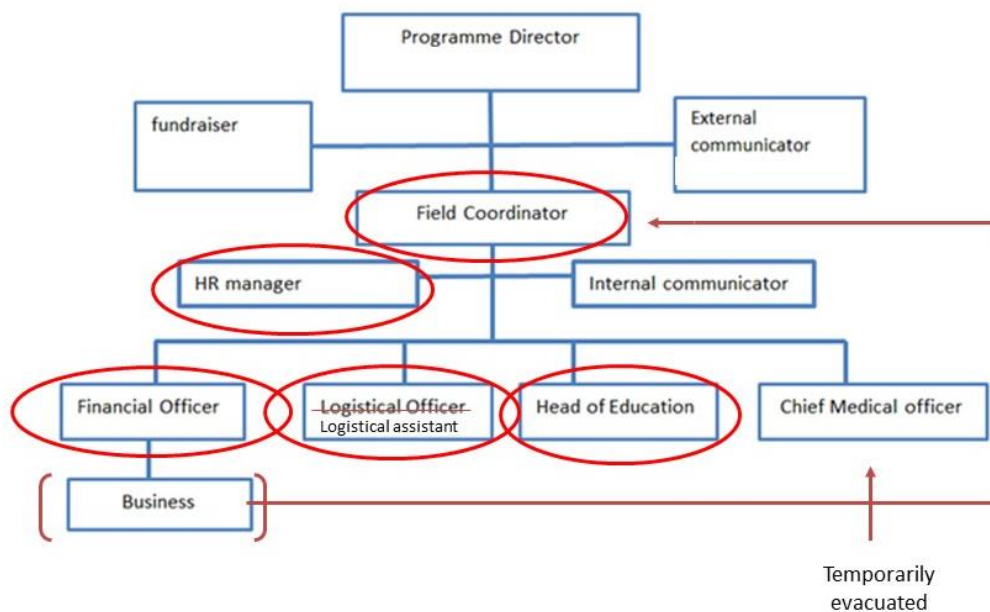 Programme Director
fundraiser
External
communicator
Field Coordinator
HR manager
Internal communicator
Financial Officer
Logistical Officer
Logistical assistant
Head of Education
Chief Medical officer
Business
Temporarily
evacuated